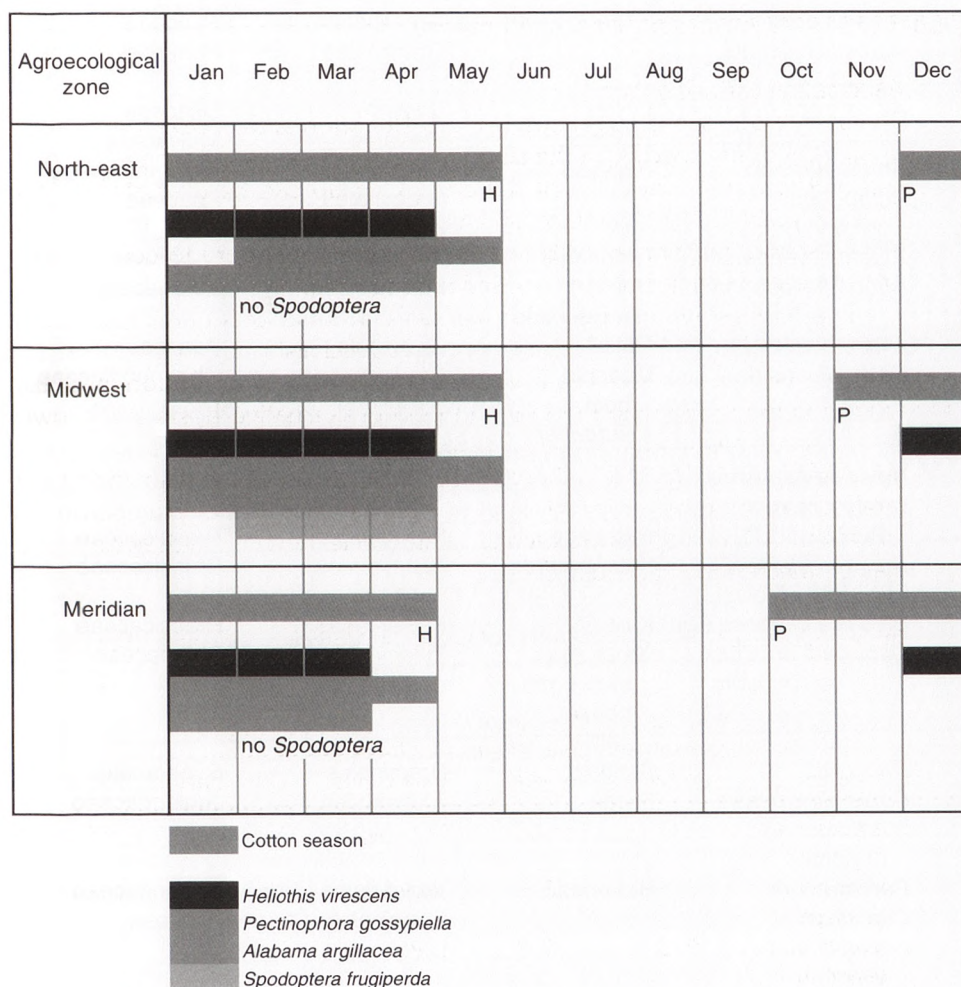 Agroecological
zone
Jan Feb Mar Apr May Jun Jul Aug Sep Oct Nov Dec
North-east
H P
no Spodoptera
Midwest
H P
Meridian
H P
no Spodoptera
Cotton season
Heliothis virescens
Pectinophora gossypiella
Alabama argillacea
Spodoptera frugiperda